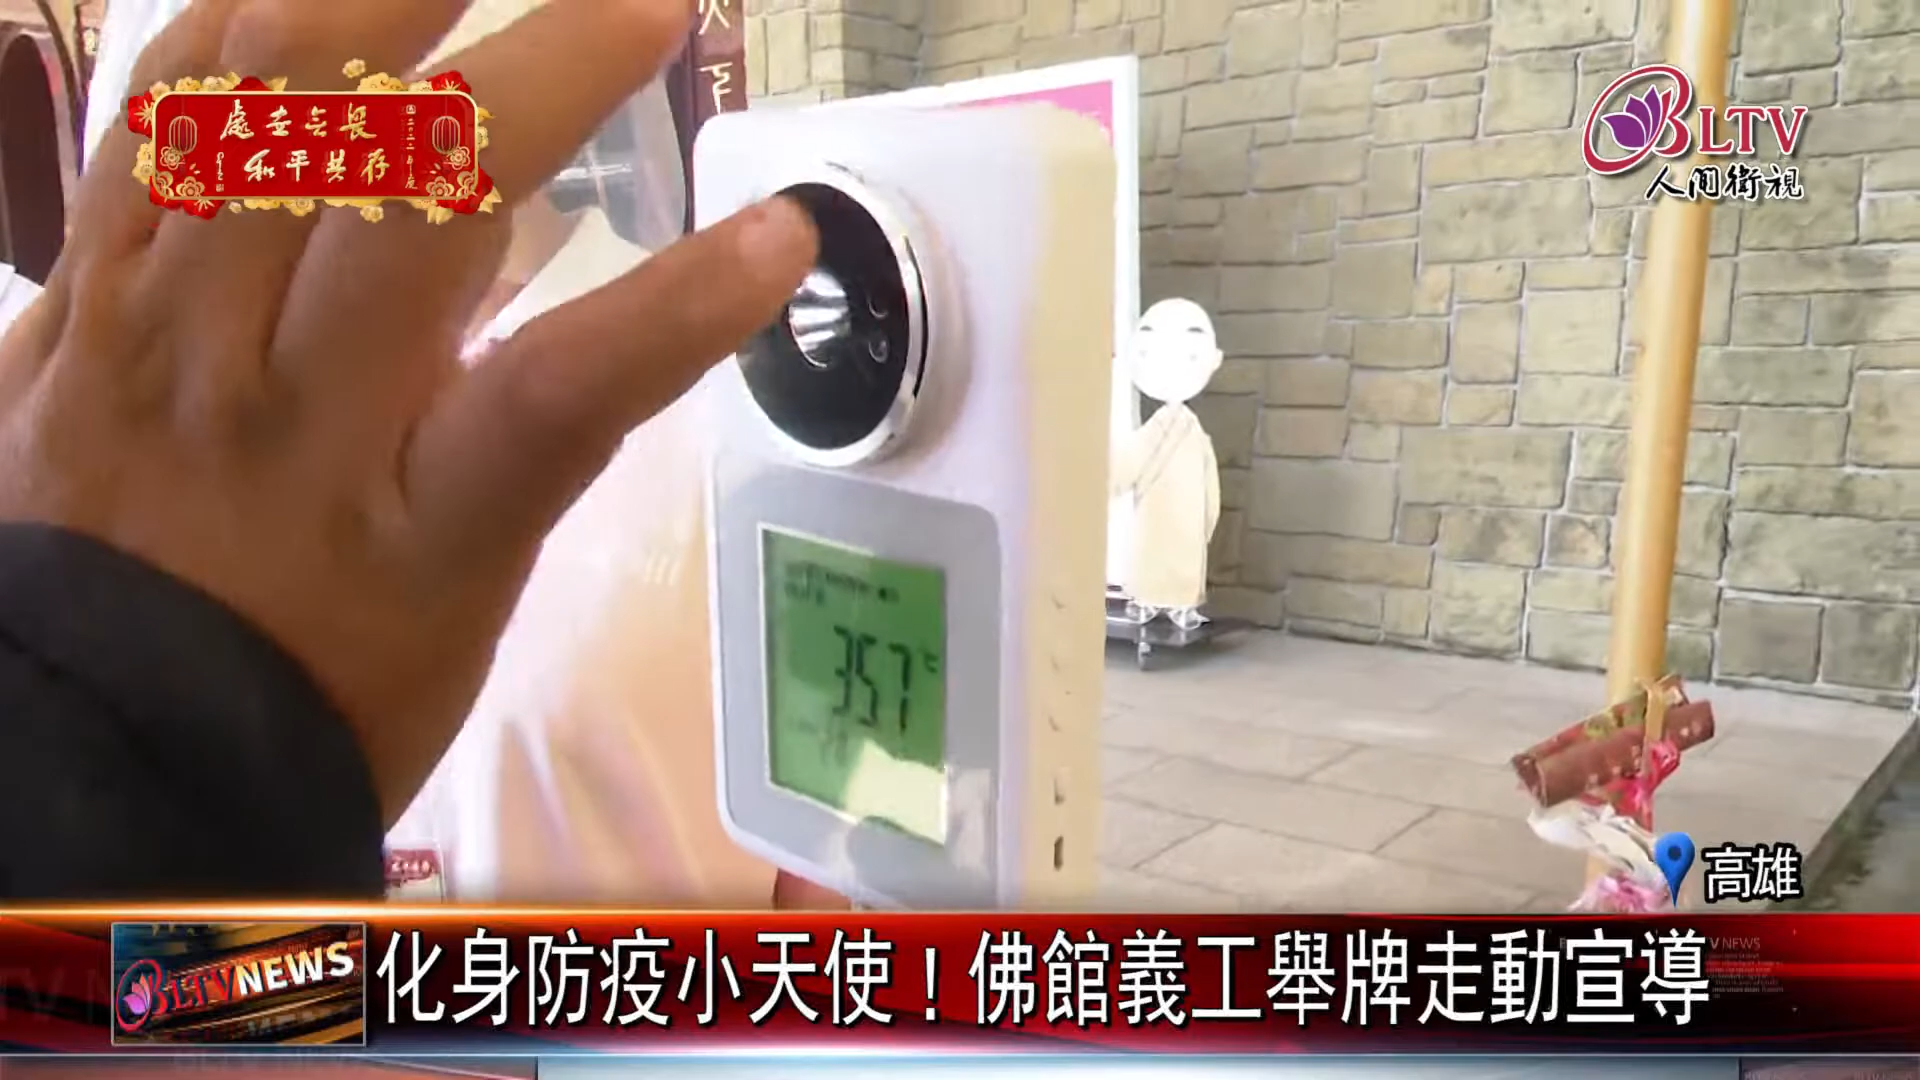 處世無畏
和平共存
BLTV
人間衛視
35.7°C
高雄
BLTVNEWS
化身防疫小天使！佛館義工舉牌走動宣導